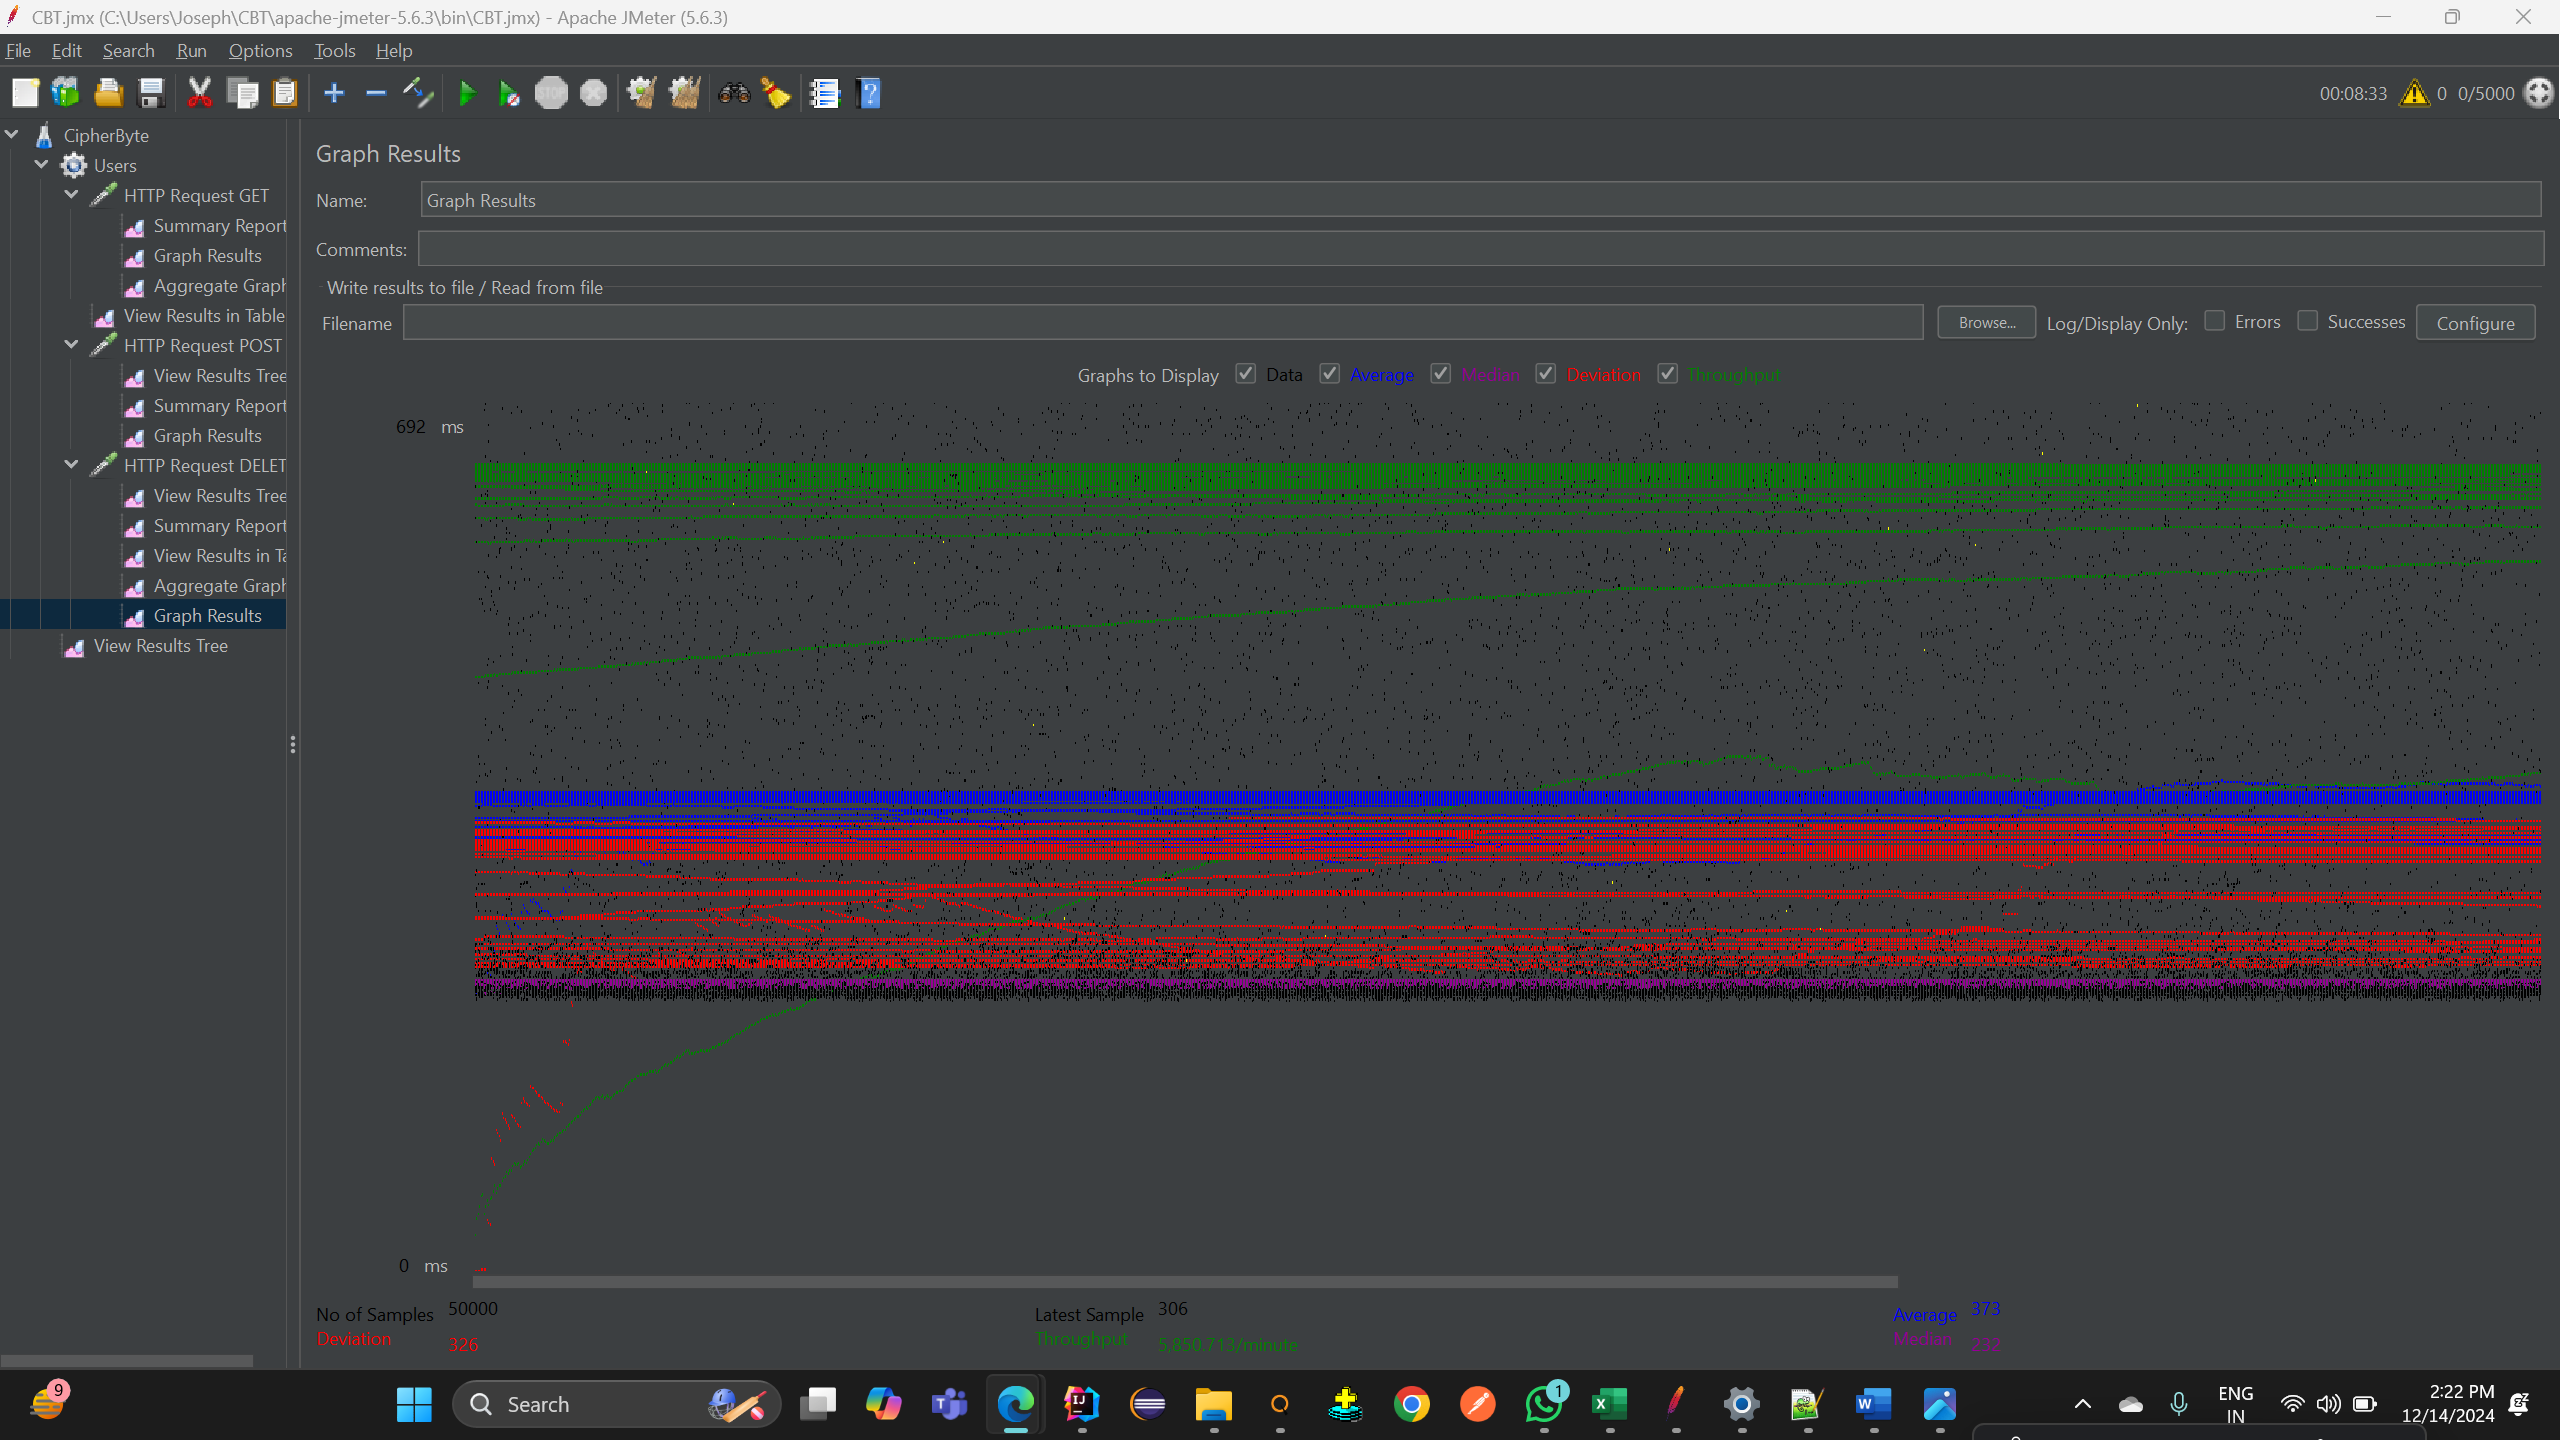 CBT.jmx (C:\Users\Joseph\CBT\apache-jmeter-5.6.3\bin\CBT.jmx) - Apache JMeter (5.6.3)
File Edit Search Run Options Tools Help
STOP
00:08:33 0 0/5000
CipherByte
Users
HTTP Request GET
Summary Report
Graph Results
Aggregate Graph
View Results in Table
HTTP Request POST
View Results Tree
Summary Report
Graph Results
HTTP Request DELET
View Results Tree
Summary Report
View Results in Ta
Aggregate Graph
Graph Results
View Results Tree
Graph Results
Name: Graph Results
Comments:
Write results to file / Read from file
Filename Browse... Log/Display Only: Errors Successes Configure
Graphs to Display Data Average Median Deviation Throughput
692 ms
0 ms
No of Samples 50000 Latest Sample 306 Average 373
Deviation 326 Throughput 5,850.713/minute Median 232
9
Search
1
ENG
IN
2:22 PM
12/14/2024